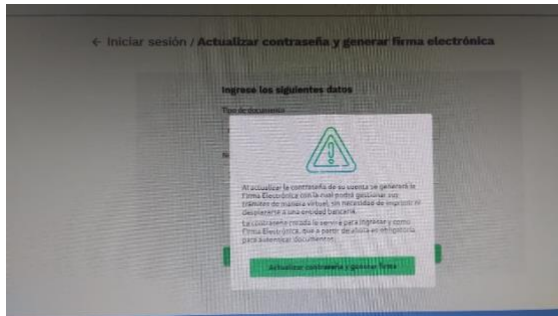 ← Iniciar sesión / Actualizar contraseña y generar firma electrónica
Ingrese los siguientes datos
Tipo de documento
Al actualizar la contraseña de su cuenta se generará la
Firma Electrónica con la cual podrá gestionar sus
trámites de manera virtual, sin necesidad de imprimir ni
desplazarse a una entidad bancaria.
La contraseña creada le servirá para ingresar y como
Firma Electrónica, que a partir de ahora es obligatoria
para autorizar documentos.
Actualizar contraseña y generar firma